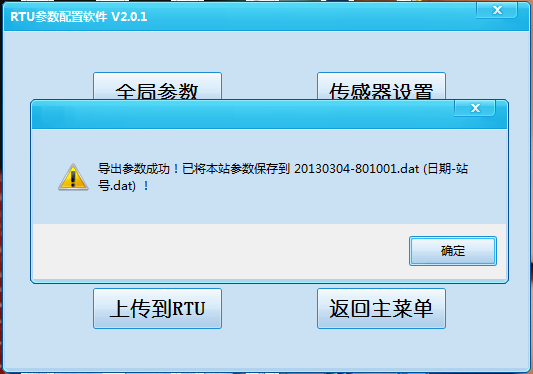 RTU参数配置软件 V2.0.1
全局参数
传感器设置
导出参数成功！已将本站参数保存到 20130304-801001.dat (日期-站
号.dat) ！
确定
上传到RTU
返回主菜单